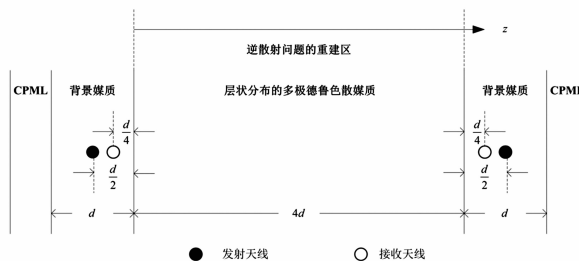 z
逆散射问题的重建区
CPML 背景媒质 层状分布的多极德鲁色散媒质 背景媒质 CPML
d/4 d/4
d/2 d/2
d 4d d
发射天线 接收天线